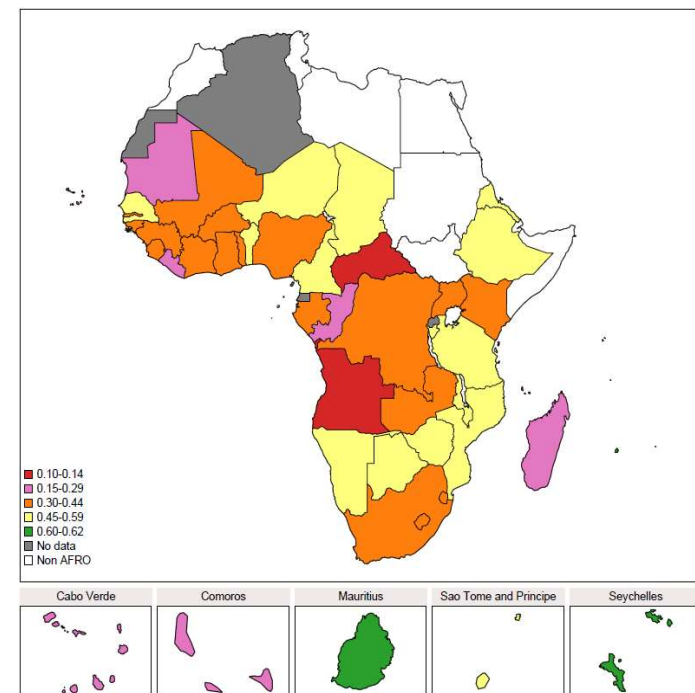 0.10-0.14
0.15-0.29
0.30-0.44
0.45-0.59
0.60-0.62
No data
Non AFRO
Cabo Verde
Comoros
Mauritius
Sao Tome and Principe
Seychelles